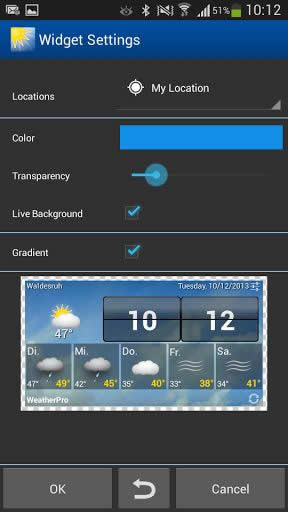 51% 10:12
Widget Settings
Locations
My Location
Color
Transparency
Live Background
Gradient
Waldesruh Tuesday, 10/12/2013
47° 10 12
Di. Mi. Do. Fr. Sa.
47° 49° 42° 45° 35° 40° 33° 38° 34° 41°
WeatherPro
OK Cancel